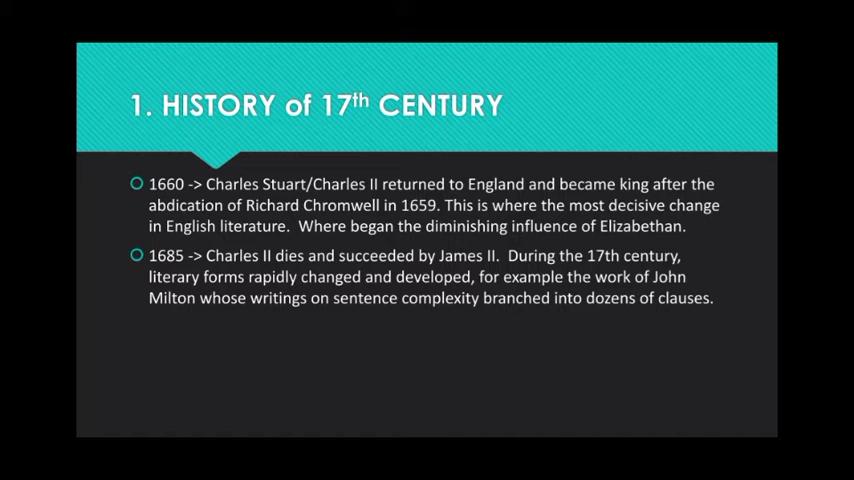 1. HISTORY of 17th CENTURY
1660 -> Charles Stuart/Charles II returned to England and became king after the
abdication of Richard Chromwell in 1659. This is where the most decisive change
in English literature.  Where began the diminishing influence of Elizabethan.
1685 -> Charles II dies and succeeded by James II.  During the 17th century,
literary forms rapidly changed and developed, for example the work of John
Milton whose writings on sentence complexity branched into dozens of clauses.